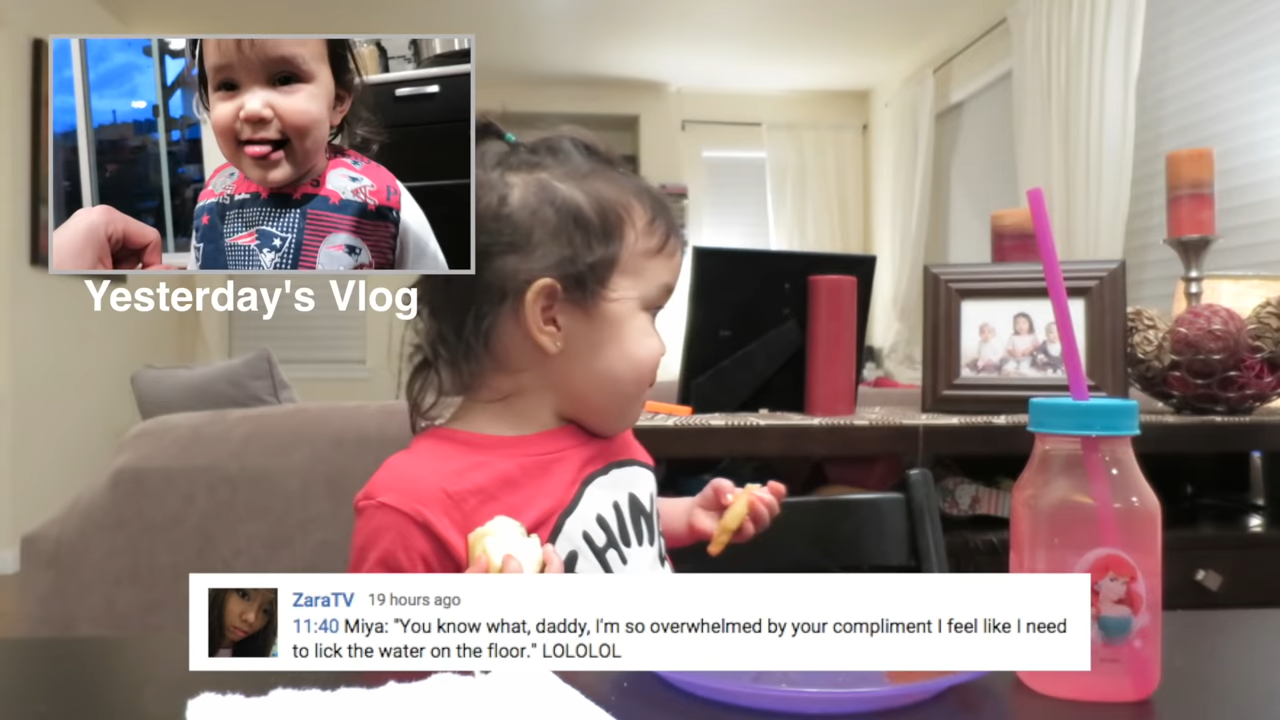 Yesterday's Vlog
THIN
ZaraTV 19 hours ago
11:40 Miya: "You know what, daddy, I'm so overwhelmed by your compliment I feel like I need
to lick the water on the floor." LOLOLOL